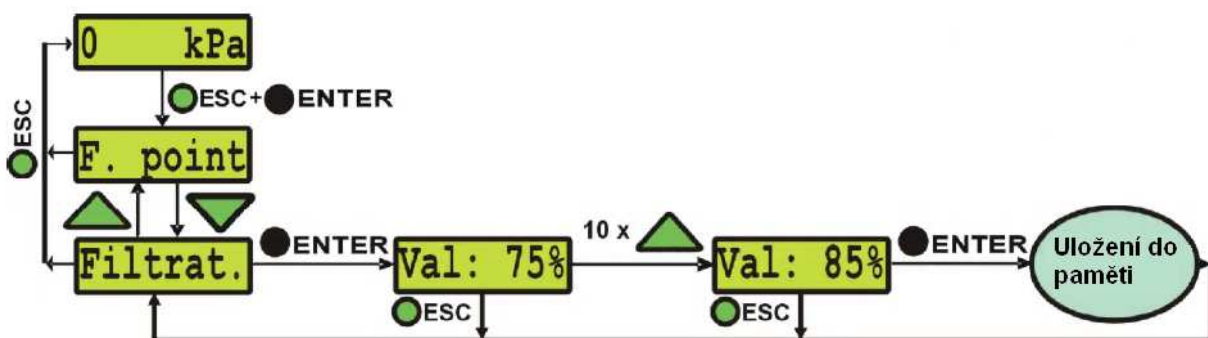 0 kPa
ESC+ ENTER
ESC
F. point
Filtrat.
ENTER
Val: 75%
10 x
Val: 85%
ENTER
Uložení do
paměti
ESC
ESC